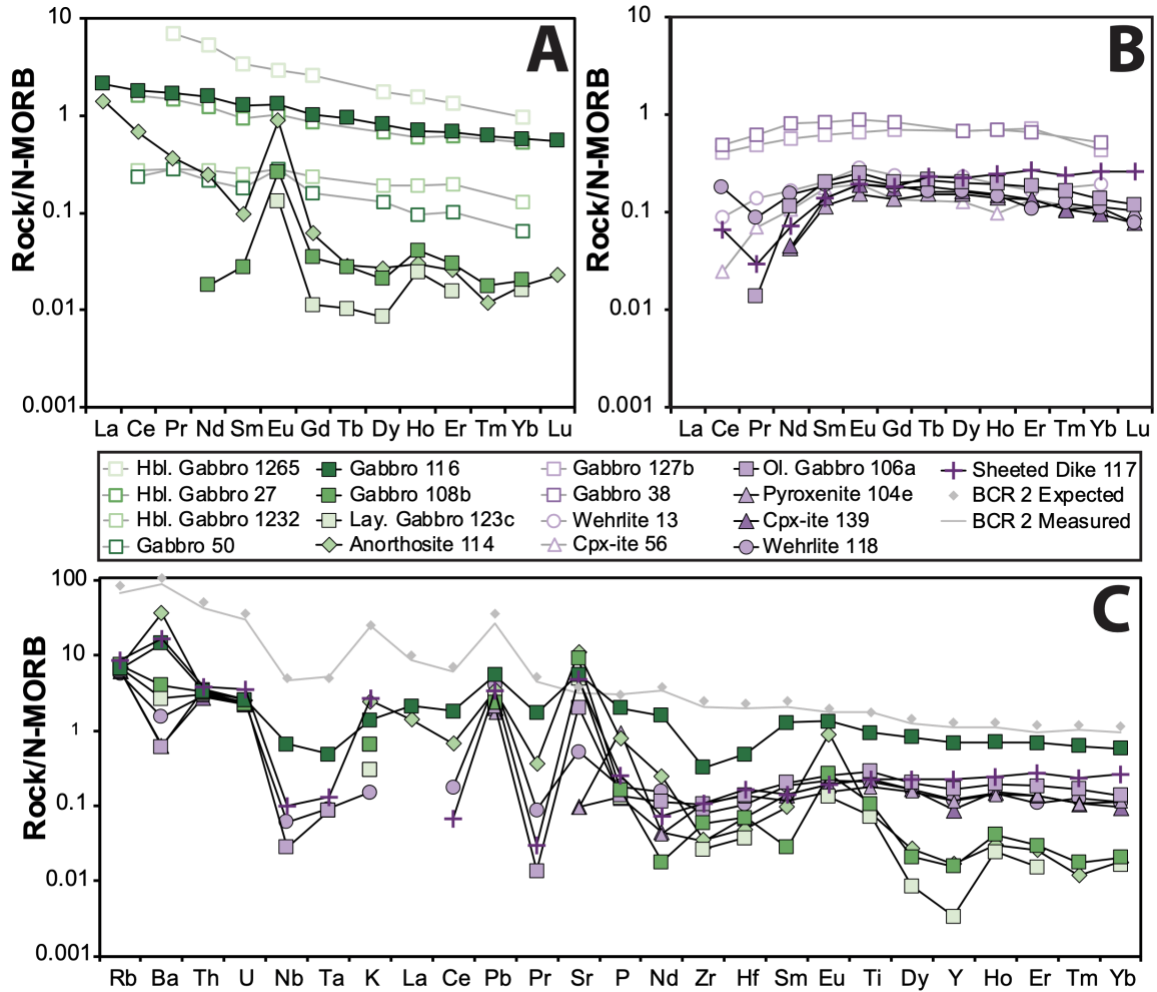 A
B
10
1
0.1
0.01
0.001
Rock/N-MORB
La Ce Pr Nd Sm Eu Gd Tb Dy Ho Er Tm Yb Lu
10
1
0.1
0.01
0.001
Rock/N-MORB
La Ce Pr Nd Sm Eu Gd Tb Dy Ho Er Tm Yb Lu
Hbl. Gabbro 1265
Hbl. Gabbro 27
Hbl. Gabbro 1232
Gabbro 50
Gabbro 116
Gabbro 108b
Lay. Gabbro 123c
Anorthosite 114
Gabbro 127b
Gabbro 38
Wehrlite 13
Cpx-ite 56
Ol. Gabbro 106a
Pyroxenite 104e
Cpx-ite 139
Wehrlite 118
Sheeted Dike 117
BCR 2 Expected
BCR 2 Measured
C
100
10
1
0.1
0.01
0.001
Rock/N-MORB
Rb Ba Th U Nb Ta K La Ce Pb Pr Sr P Nd Zr Hf Sm Eu Ti Dy Y Ho Er Tm Yb